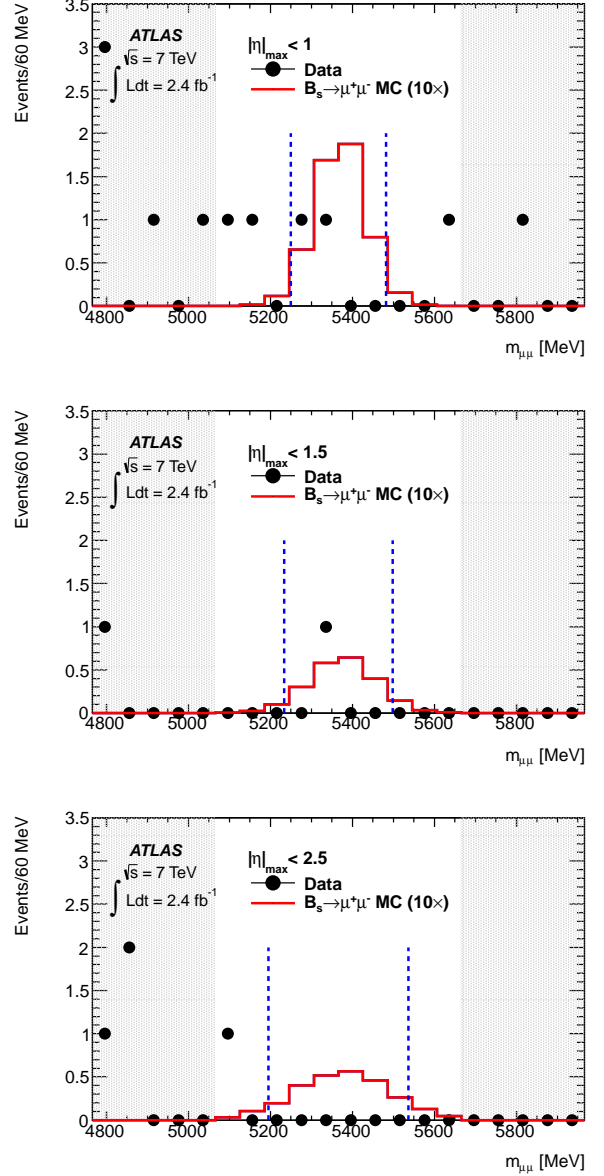 Events/60 MeV
3.5
3
2.5
2
1.5
1
0.5
0
ATLAS
√s = 7 TeV
∫ Ldt = 2.4 fb⁻¹
|η|max < 1
Data
Bs→μ⁺μ⁻ MC (10×)
4800 5000 5200 5400 5600 5800
mμμ [MeV]
Events/60 MeV
3.5
3
2.5
2
1.5
1
0.5
0
ATLAS
√s = 7 TeV
∫ Ldt = 2.4 fb⁻¹
|η|max < 1.5
Data
Bs→μ⁺μ⁻ MC (10×)
4800 5000 5200 5400 5600 5800
mμμ [MeV]
Events/60 MeV
3.5
3
2.5
2
1.5
1
0.5
0
ATLAS
√s = 7 TeV
∫ Ldt = 2.4 fb⁻¹
|η|max < 2.5
Data
Bs→μ⁺μ⁻ MC (10×)
4800 5000 5200 5400 5600 5800
mμμ [MeV]